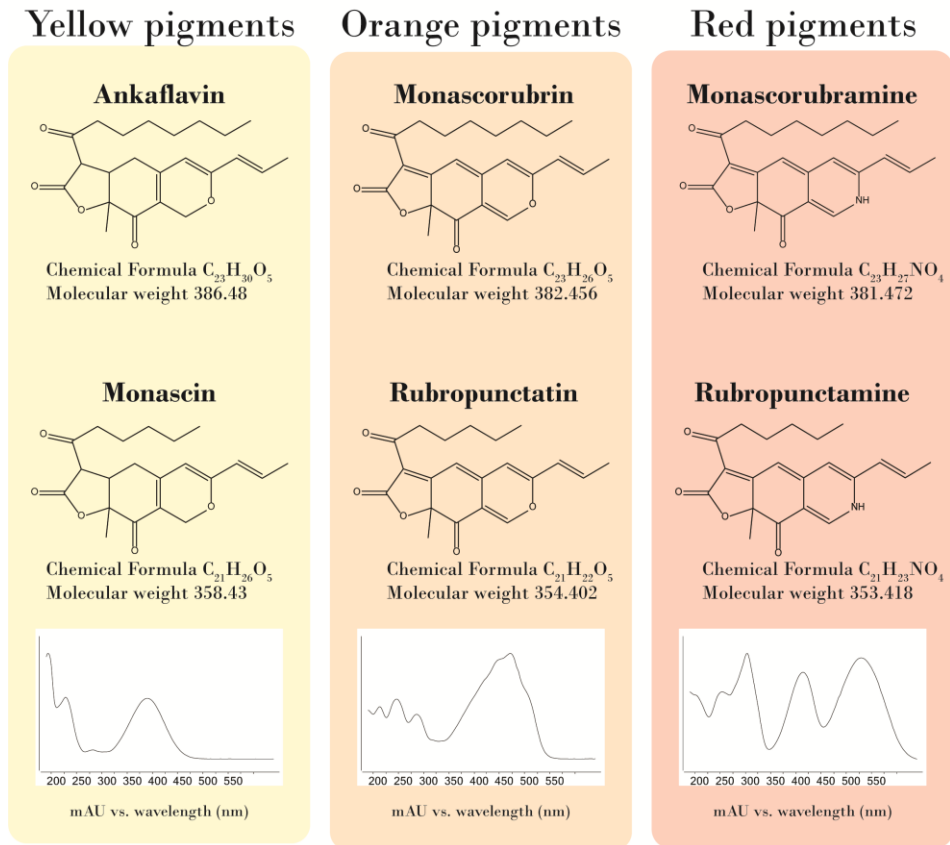 Yellow pigments
Ankaflavin
O
O
O
O
O
Chemical Formula C₂₃H₃₀O₅
Molecular weight 386.48
Monascin
O
O
O
O
O
Chemical Formula C₂₁H₂₆O₅
Molecular weight 358.43
200 250 300 350 400 450 500 550
mAU vs. wavelength (nm)
Orange pigments
Monascorubrin
O
O
O
O
O
Chemical Formula C₂₃H₂₆O₅
Molecular weight 382.456
Rubropunctatin
O
O
O
O
O
Chemical Formula C₂₁H₂₂O₅
Molecular weight 354.402
200 250 300 350 400 450 500 550
mAU vs. wavelength (nm)
Red pigments
Monascorubramine
O
O
NH
O
O
Chemical Formula C₂₃H₂₇NO₄
Molecular weight 381.472
Rubropunctamine
O
O
NH
O
O
Chemical Formula C₂₁H₂₃NO₄
Molecular weight 353.418
200 250 300 350 400 450 500 550
mAU vs. wavelength (nm)